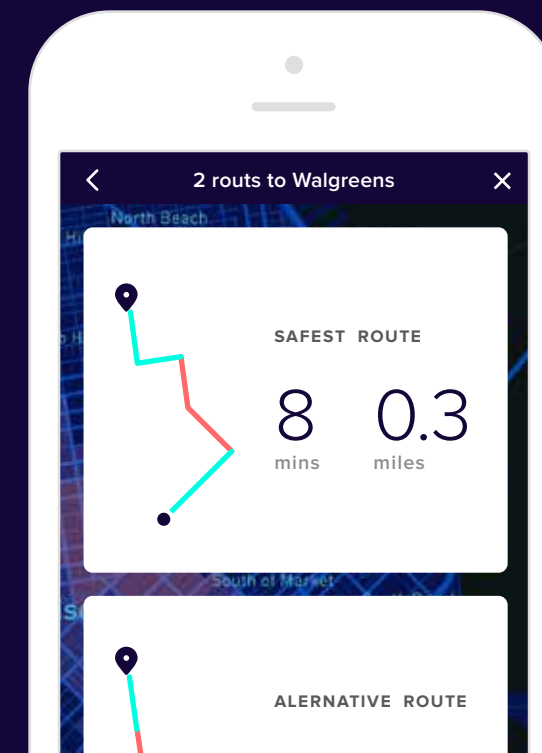 2 routs to Walgreens
North Beach
SAFEST ROUTE
8 0.3
mins miles
South of Market
ALERNATIVE ROUTE